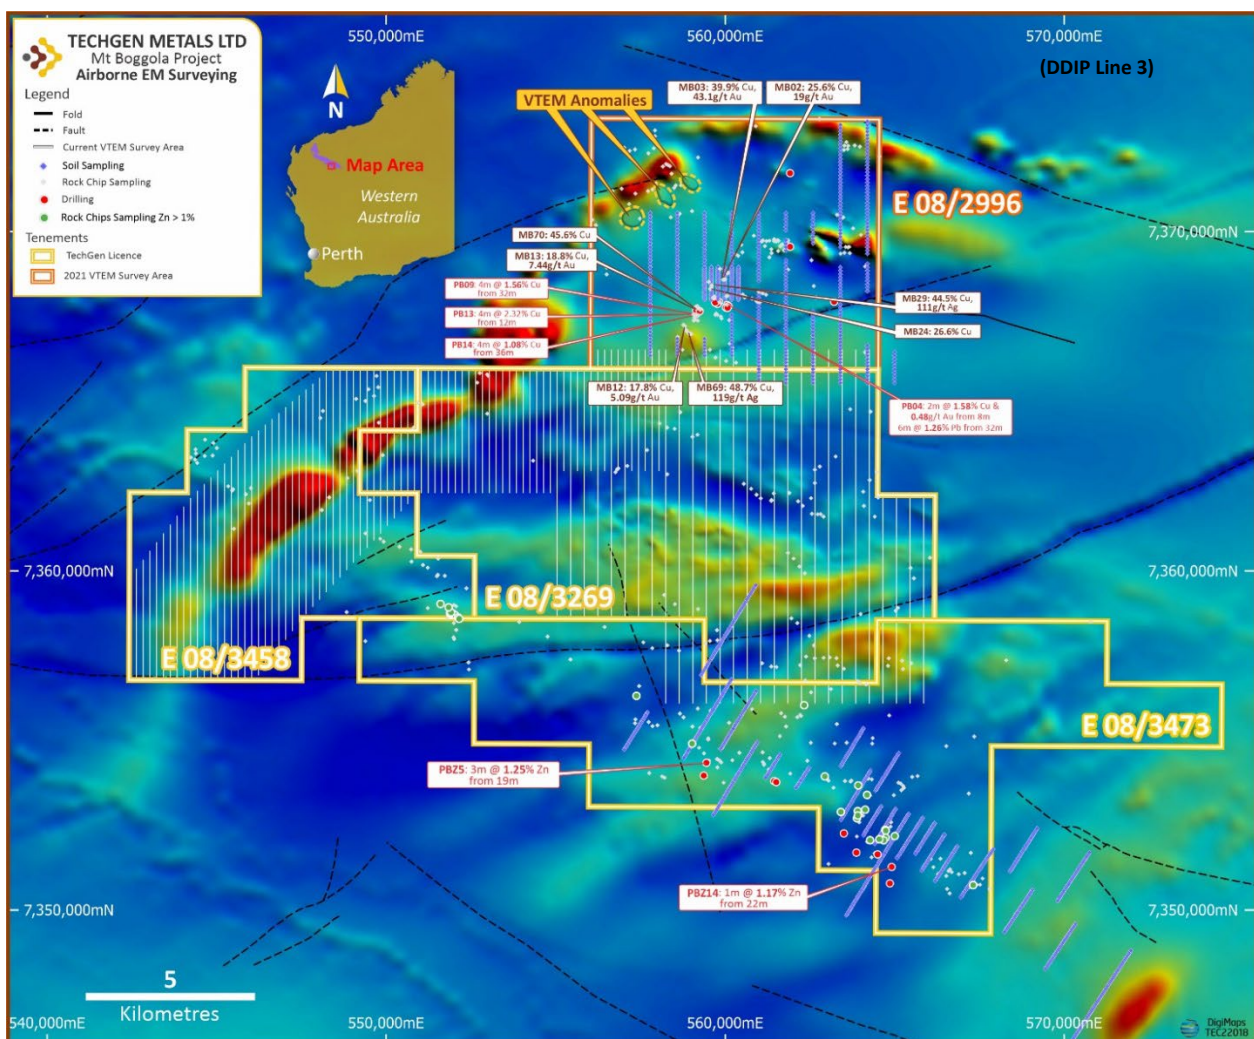 TECHGEN METALS LTD
Mt Boggola Project
Airborne EM Surveying
Legend
Fold
Fault
Current VTEM Survey Area
Soil Sampling
Rock Chip Sampling
Drilling
Rock Chips Sampling Zn > 1%
Tenements
TechGen Licence
2021 VTEM Survey Area
550,000mE
560,000mE
570,000mE
(DDIP Line 3)
N
Map Area
Western
Australia
Perth
VTEM Anomalies
MB03: 39.9% Cu,
43.1g/t Au
MB02: 25.6% Cu,
19g/t Au
E 08/2996
7,370,000mN
7,370,000mN
MB70: 45.6% Cu
MB13: 18.8% Cu,
7.44g/t Au
PB09: 4m @ 1.56% Cu
from 32m
PB13: 4m @ 2.32% Cu
from 12m
PB14: 4m @ 1.08% Cu
from 36m
MB29: 44.5% Cu,
111g/t Ag
MB24: 26.6% Cu
MB12: 17.8% Cu,
5.09g/t Au
MB69: 48.7% Cu,
119g/t Ag
PB04: 2m @ 1.58% Cu &
0.48g/t Au from 8m
6m @ 1.26% Pb from 32m
7,360,000mN
7,360,000mN
E 08/3269
E 08/3458
E 08/3473
PBZ5: 3m @ 1.25% Zn
from 19m
PBZ14: 1m @ 1.17% Zn
from 22m
7,350,000mN
7,350,000mN
5
Kilometres
540,000mE
550,000mE
560,000mE
570,000mE
DigiMaps
TEC22018